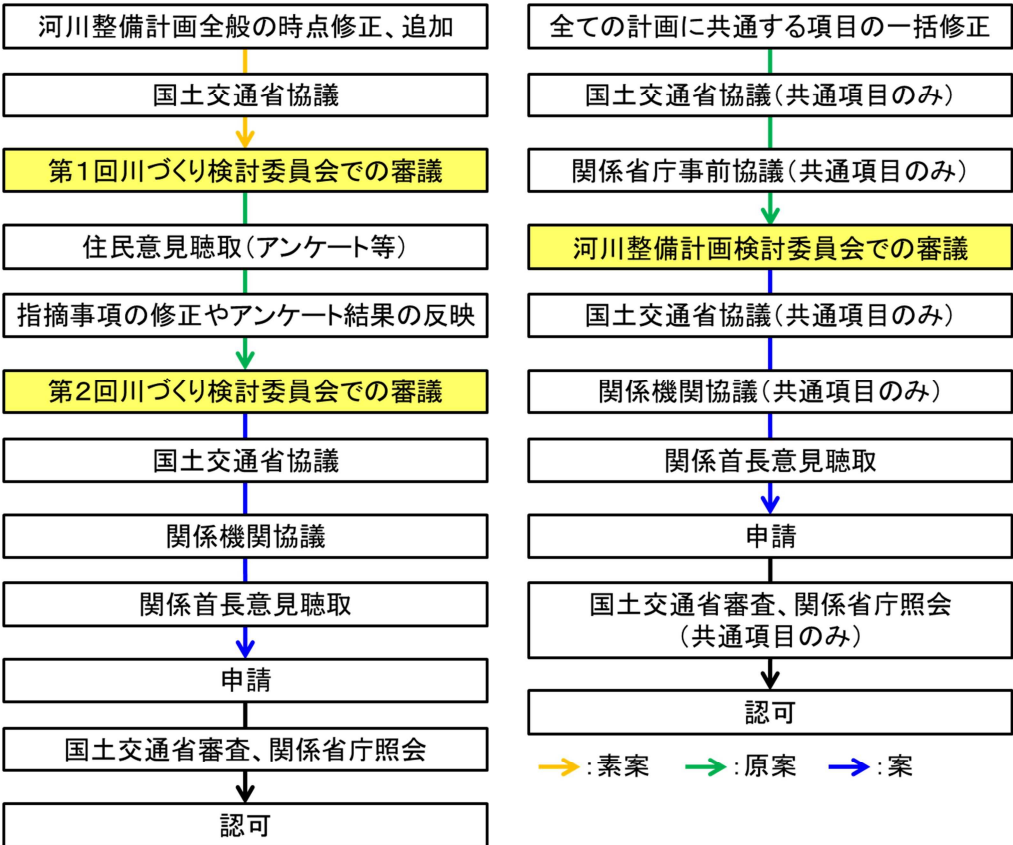 河川整備計画全般の時点修正、追加
国土交通省協議
第1回川づくり検討委員会での審議
住民意見聴取(アンケート等)
指摘事項の修正やアンケート結果の反映
第2回川づくり検討委員会での審議
国土交通省協議
関係機関協議
関係首長意見聴取
申請
国土交通省審査、関係省庁照会
認可
全ての計画に共通する項目の一括修正
国土交通省協議(共通項目のみ)
関係省庁事前協議(共通項目のみ)
河川整備計画検討委員会での審議
国土交通省協議(共通項目のみ)
関係機関協議(共通項目のみ)
関係首長意見聴取
申請
国土交通省審査、関係省庁照会
(共通項目のみ)
認可
:素案 :原案 :案